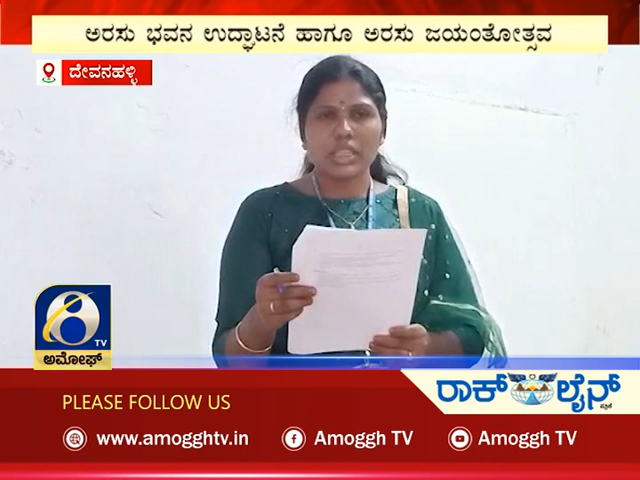 ಅರಸು ಭವನ ಉದ್ಘಾಟನೆ ಹಾಗೂ ಅರಸು ಜಯಂತೋತ್ಸವ
ದೇವನಹಳ್ಳಿ
TV
ಅಮೋಘ್
ರಾಕ್ ಲೈನ್
PLEASE FOLLOW US
www.amogghtv.in
Amoggh TV
Amoggh TV